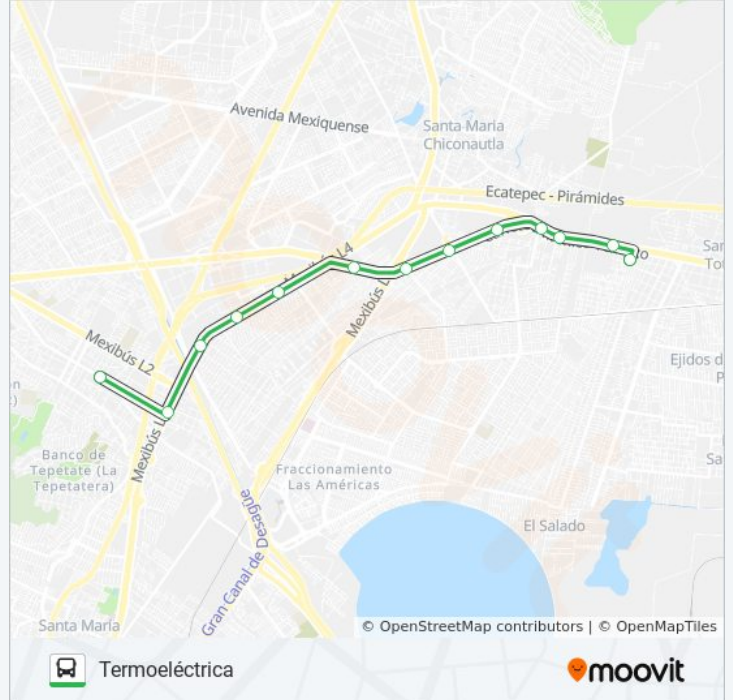 Avenida Mexiquense
Santa Maria
Chiconautla
Ecatepec - Pirámides
Mexibús L4
Mexibús L
Mexibús L2
Ejidos d
Mexibús L
Banco de
Tepetate (La
Tepetatera)
Fraccionamiento
Las Américas
Gran Canal de Desagüe
El Salado
Santa María
© OpenStreetMap contributors | © OpenMapTiles
Termoeléctrica
moovit